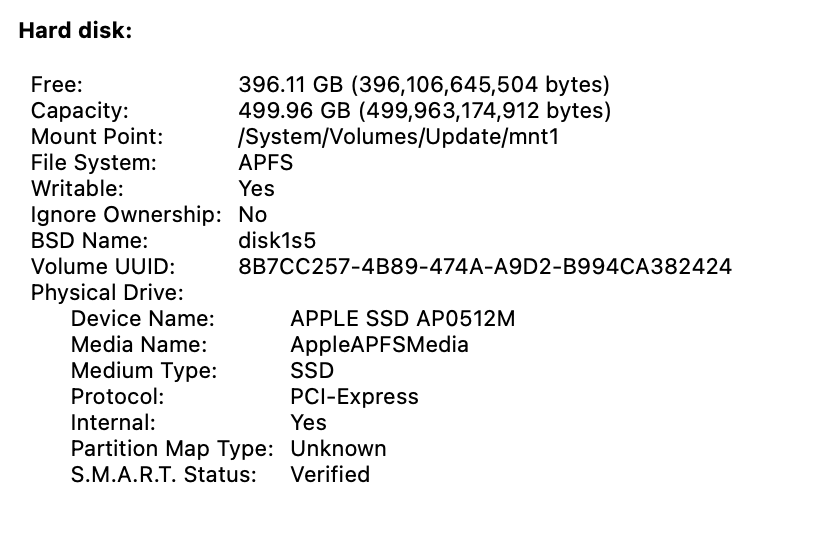 Hard disk:
Free: 396.11 GB (396,106,645,504 bytes)
Capacity: 499.96 GB (499,963,174,912 bytes)
Mount Point: /System/Volumes/Update/mnt1
File System: APFS
Writable: Yes
Ignore Ownership: No
BSD Name: disk1s5
Volume UUID: 8B7CC257-4B89-474A-A9D2-B994CA382424
Physical Drive:
Device Name: APPLE SSD AP0512M
Media Name: AppleAPFSMedia
Medium Type: SSD
Protocol: PCI-Express
Internal: Yes
Partition Map Type: Unknown
S.M.A.R.T. Status: Verified